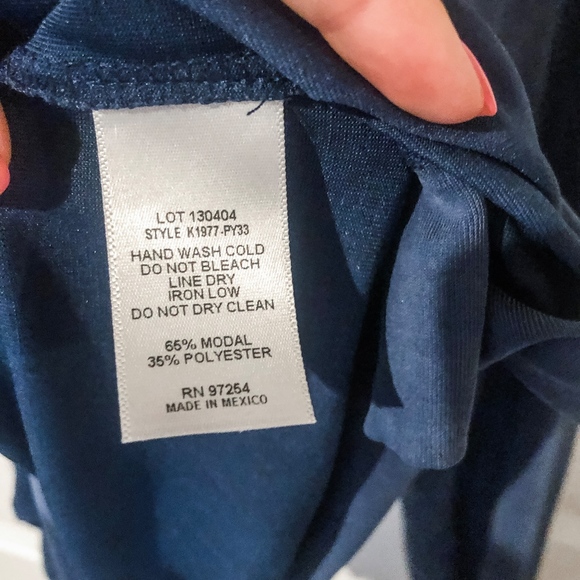 LOT 130404
STYLE K1977-PY33
HAND WASH COLD
DO NOT BLEACH
LINE DRY
IRON LOW
DO NOT DRY CLEAN
65% MODAL
35% POLYESTER
RN 97254
MADE IN MEXICO